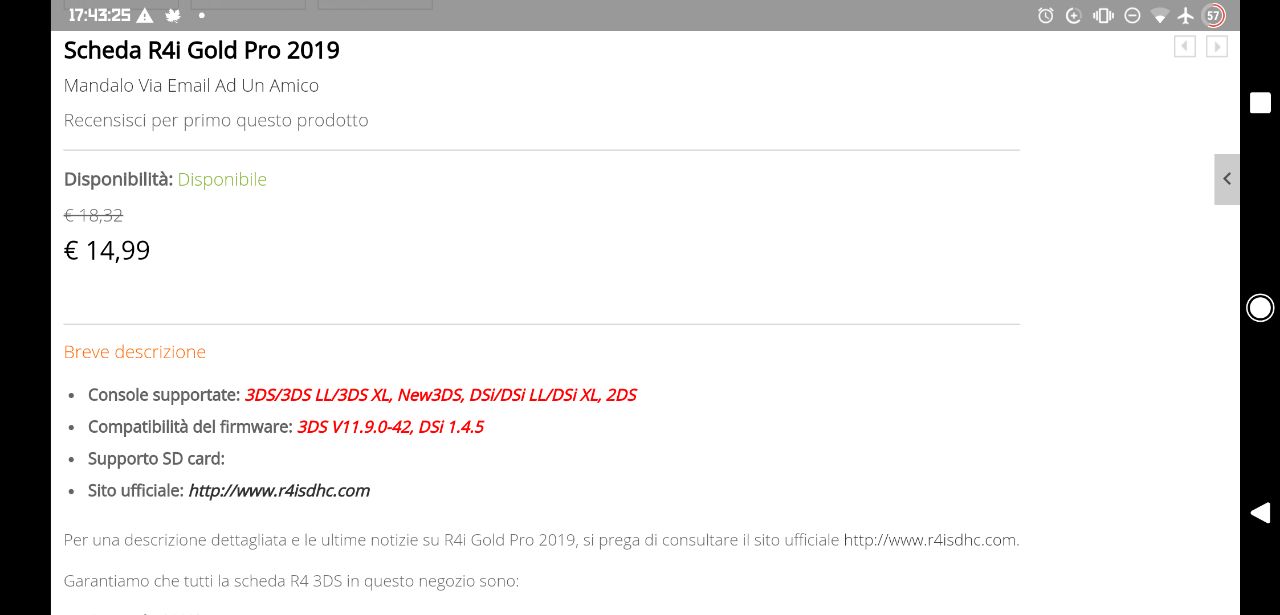 17:43:25
57
Scheda R4i Gold Pro 2019
Mandalo Via Email Ad Un Amico
Recensisci per primo questo prodotto
Disponibilità: Disponibile
€ 18,32
€ 14,99
Breve descrizione
• Console supportate: 3DS/3DS LL/3DS XL, New3DS, DSi/DSi LL/DSi XL, 2DS
• Compatibilità del firmware: 3DS V11.9.0-42, DSi 1.4.5
• Supporto SD card:
• Sito ufficiale: http://www.r4isdhc.com
Per una descrizione dettagliata e le ultime notizie su R4i Gold Pro 2019, si prega di consultare il sito ufficiale http://www.r4isdhc.com.
Garantiamo che tutti la scheda R4 3DS in questo negozio sono: